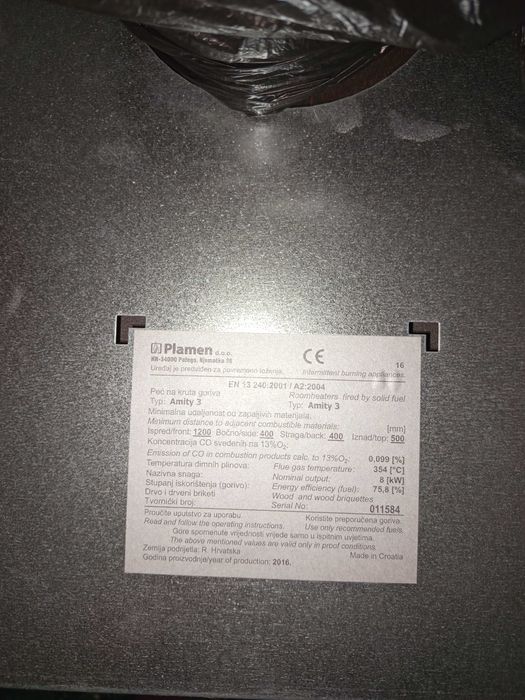 Plamen d.o.o.
HR-34000 Požega, Njemačka 36
CE
16
Uređaj je predviđen za povremeno loženje.
Intermittent burning appliances.
EN 13 240:2001 / A2:2004
Peć na kruta goriva
Roomheaters fired by solid fuel
Typ: Amity 3
Typ: Amity 3
Minimalna udaljenost od zapaljivih materijala:
Minimum distance to adjacent combustible materials: [mm]
Ispred/front: 1200 Bočno/side: 400 Straga/back: 400 Iznad/top: 500
Koncentracija CO svedenih na 13%O₂:
Emission of CO in combustion products calc. to 13%O₂: 0,099 [%]
Temperatura dimnih plinova: Flue gas temperature: 354 [°C]
Nazivna snaga: Nominal output: 8 [kW]
Stupanj iskorištenja (gorivo): Energy efficiency (fuel): 75,8 [%]
Drvo i drveni briketi Wood and wood briquettes
Tvornički broj: Serial No: 011584
Proučite uputstvo za uporabu. Koristite preporučena goriva.
Read and follow the operating instructions. Use only recommended fuels.
Gore spomenute vrijednosti vrijede samo u ispitnim uvjetima.
The above mentioned values are valid only in proof conditions.
Zemlja podrijetla: R. Hrvatska Made in Croatia
Godina proizvodnje/year of production: 2016.